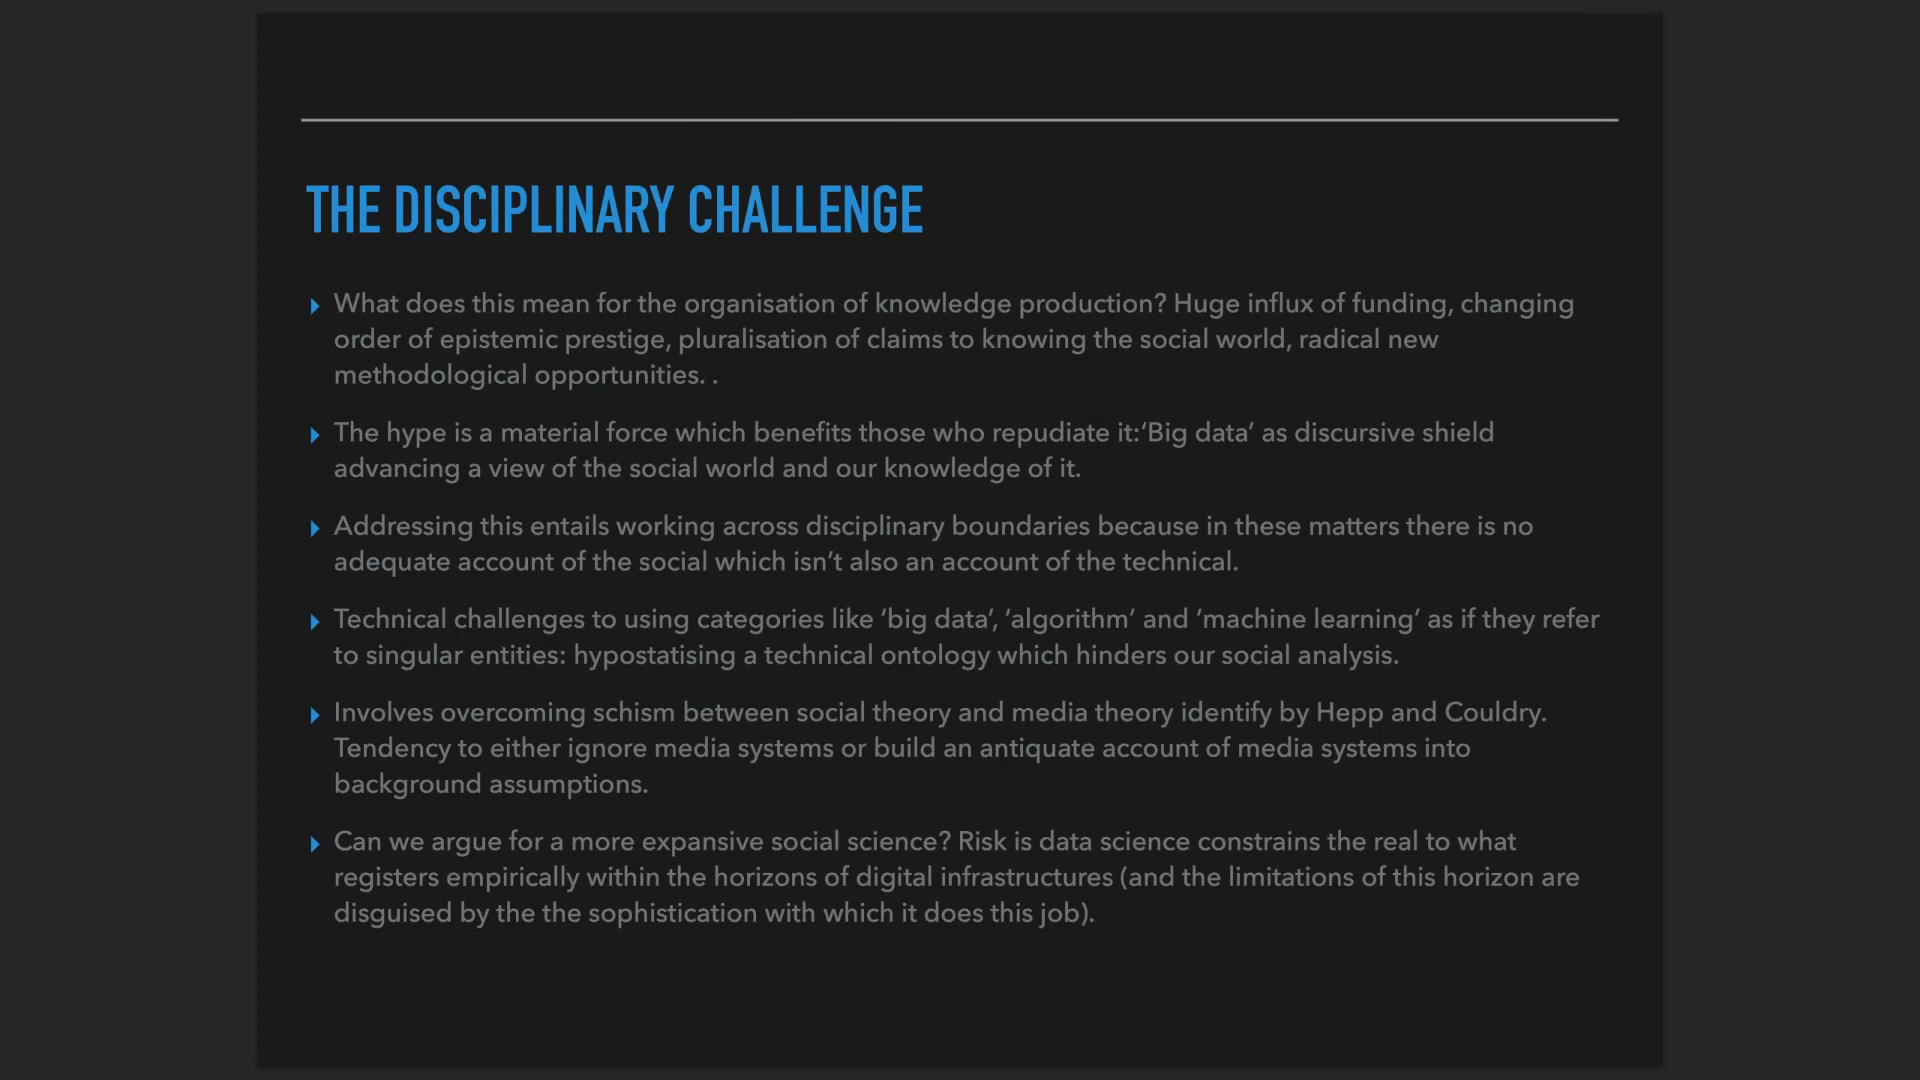 THE DISCIPLINARY CHALLENGE
What does this mean for the organisation of knowledge production? Huge influx of funding, changing
order of epistemic prestige, pluralisation of claims to knowing the social world, radical new
methodological opportunities. .
The hype is a material force which benefits those who repudiate it:‘Big data’ as discursive shield
advancing a view of the social world and our knowledge of it.
Addressing this entails working across disciplinary boundaries because in these matters there is no
adequate account of the social which isn’t also an account of the technical.
Technical challenges to using categories like ‘big data’, ‘algorithm’ and ‘machine learning’ as if they refer
to singular entities: hypostatising a technical ontology which hinders our social analysis.
Involves overcoming schism between social theory and media theory identify by Hepp and Couldry.
Tendency to either ignore media systems or build an antiquate account of media systems into
background assumptions.
Can we argue for a more expansive social science? Risk is data science constrains the real to what
registers empirically within the horizons of digital infrastructures (and the limitations of this horizon are
disguised by the the sophistication with which it does this job).